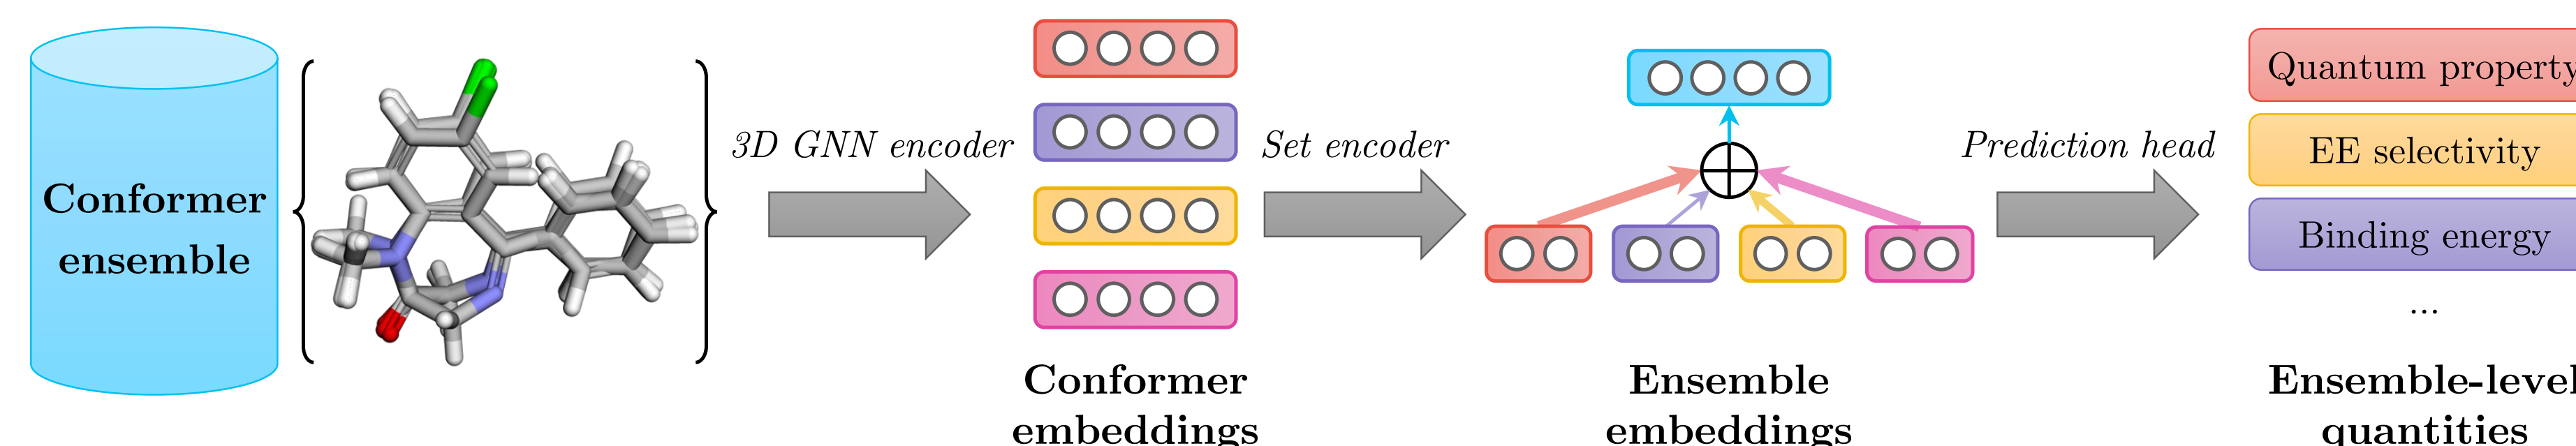 Conformer
ensemble
3D GNN encoder
Conformer
embeddings
Set encoder
Ensemble
embeddings
Prediction head
Quantum property
EE selectivity
Binding energy
...
Ensemble-level
quantities